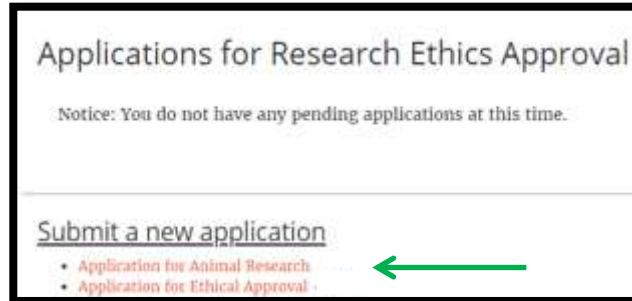 Applications for Research Ethics Approval
Notice: You do not have any pending applications at this time.
Submit a new application
• Application for Animal Research
• Application for Ethical Approval